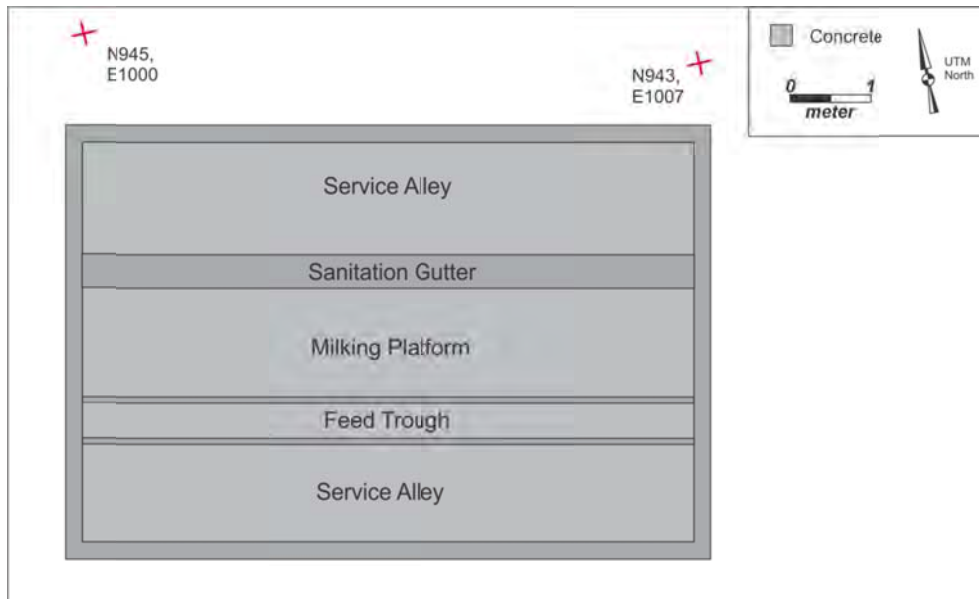 N945,
E1000
N943,
E1007
Concrete
0 1
meter
UTM
North
Service Alley
Sanitation Gutter
Milking Platform
Feed Trough
Service Alley